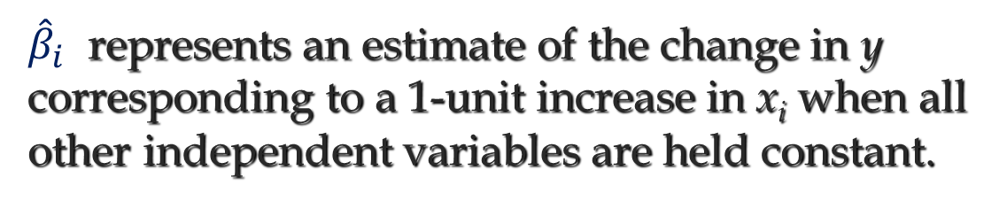 β̂ᵢ represents an estimate of the change in y
corresponding to a 1-unit increase in xᵢ when all
other independent variables are held constant.